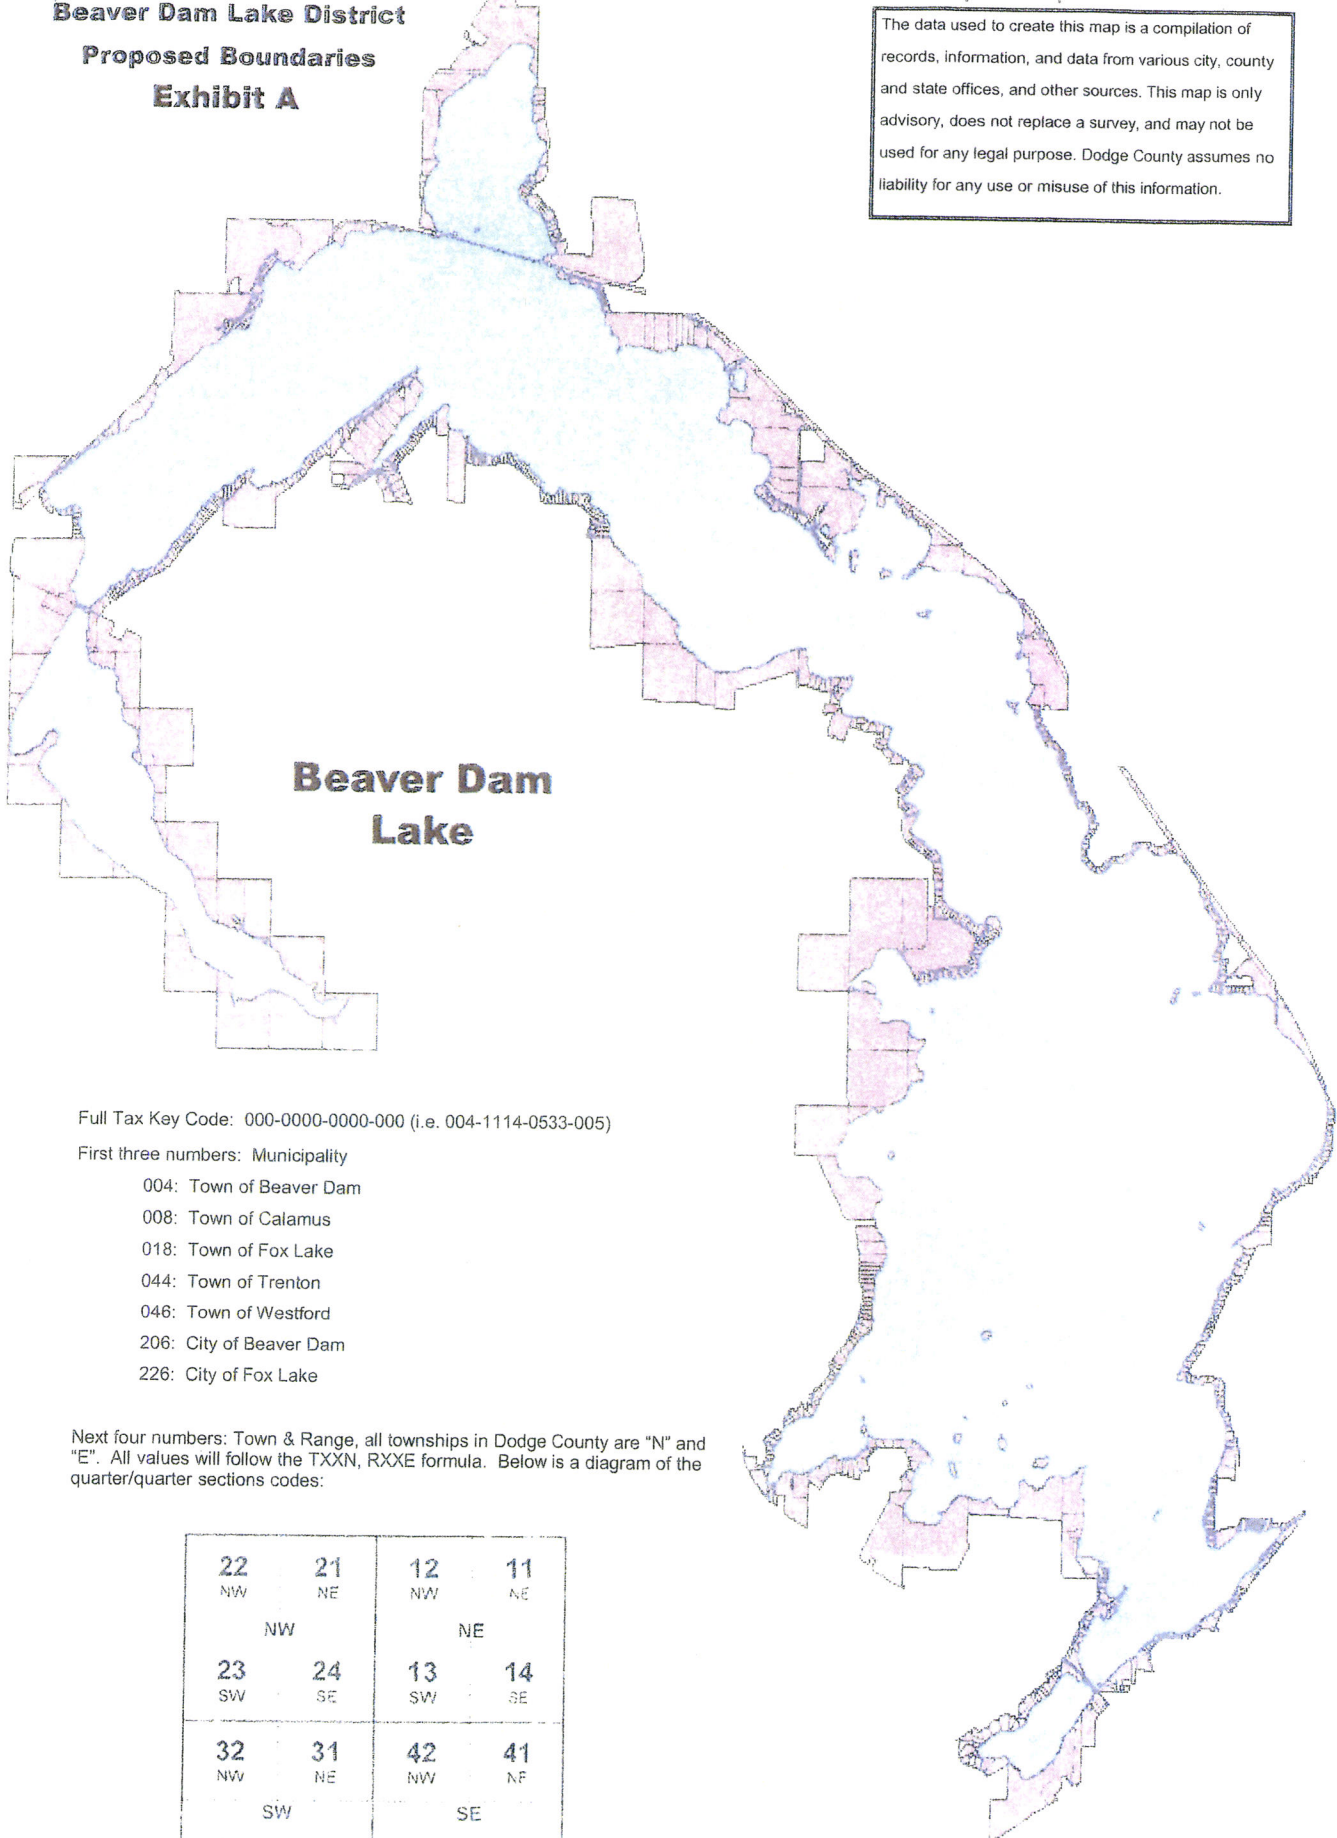 Beaver Dam Lake District
Proposed Boundaries
Exhibit A
The data used to create this map is a compilation of
records, information, and data from various city, county
and state offices, and other sources. This map is only
advisory, does not replace a survey, and may not be
used for any legal purpose. Dodge County assumes no
liability for any use or misuse of this information.
Beaver Dam
Lake
Full Tax Key Code: 000-0000-0000-000 (i.e. 004-1114-0533-005)
First three numbers: Municipality
004: Town of Beaver Dam
008: Town of Calamus
018: Town of Fox Lake
044: Town of Trenton
046: Town of Westford
206: City of Beaver Dam
226: City of Fox Lake
Next four numbers: Town & Range, all townships in Dodge County are "N" and
"E". All values will follow the TXXN, RXXE formula. Below is a diagram of the
quarter/quarter sections codes:
22 21 12 11
NW NE NW NE
NW NE
23 24 13 14
SW SE SW SE
32 31 42 41
NW NE NW NE
SW SE